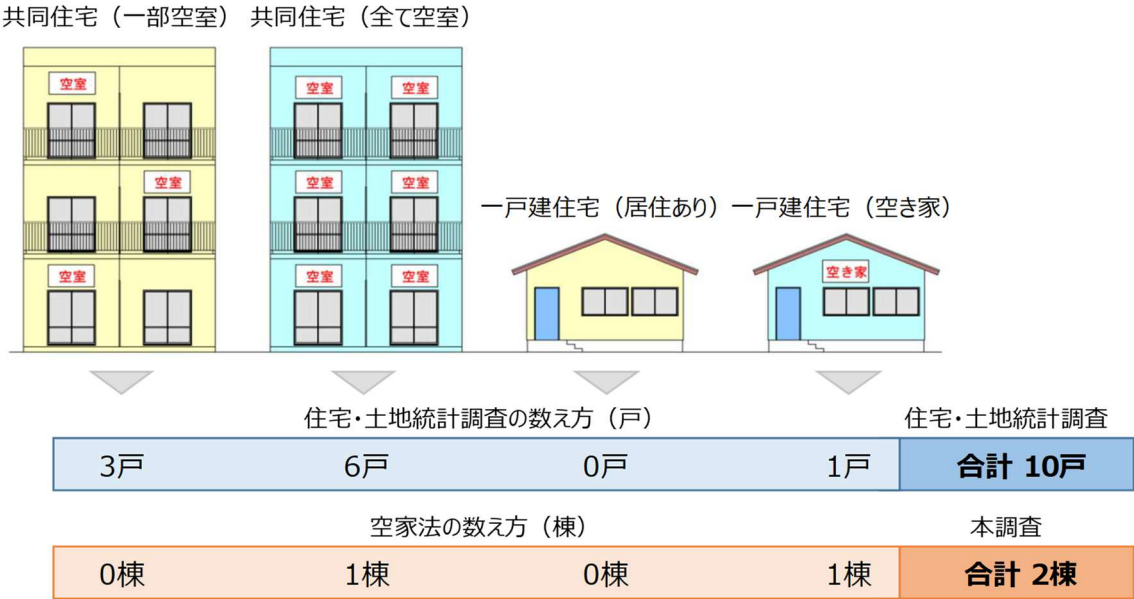 共同住宅（一部空室） 共同住宅（全て空室）
空室 空室 空室
空室 空室 空室
一戸建住宅（居住あり） 一戸建住宅（空き家）
空室 空室 空室 空き家
住宅・土地統計調査の数え方（戸） 住宅・土地統計調査
3戸 6戸 0戸 1戸 合計 10戸
空家法の数え方（棟） 本調査
0棟 1棟 0棟 1棟 合計 2棟